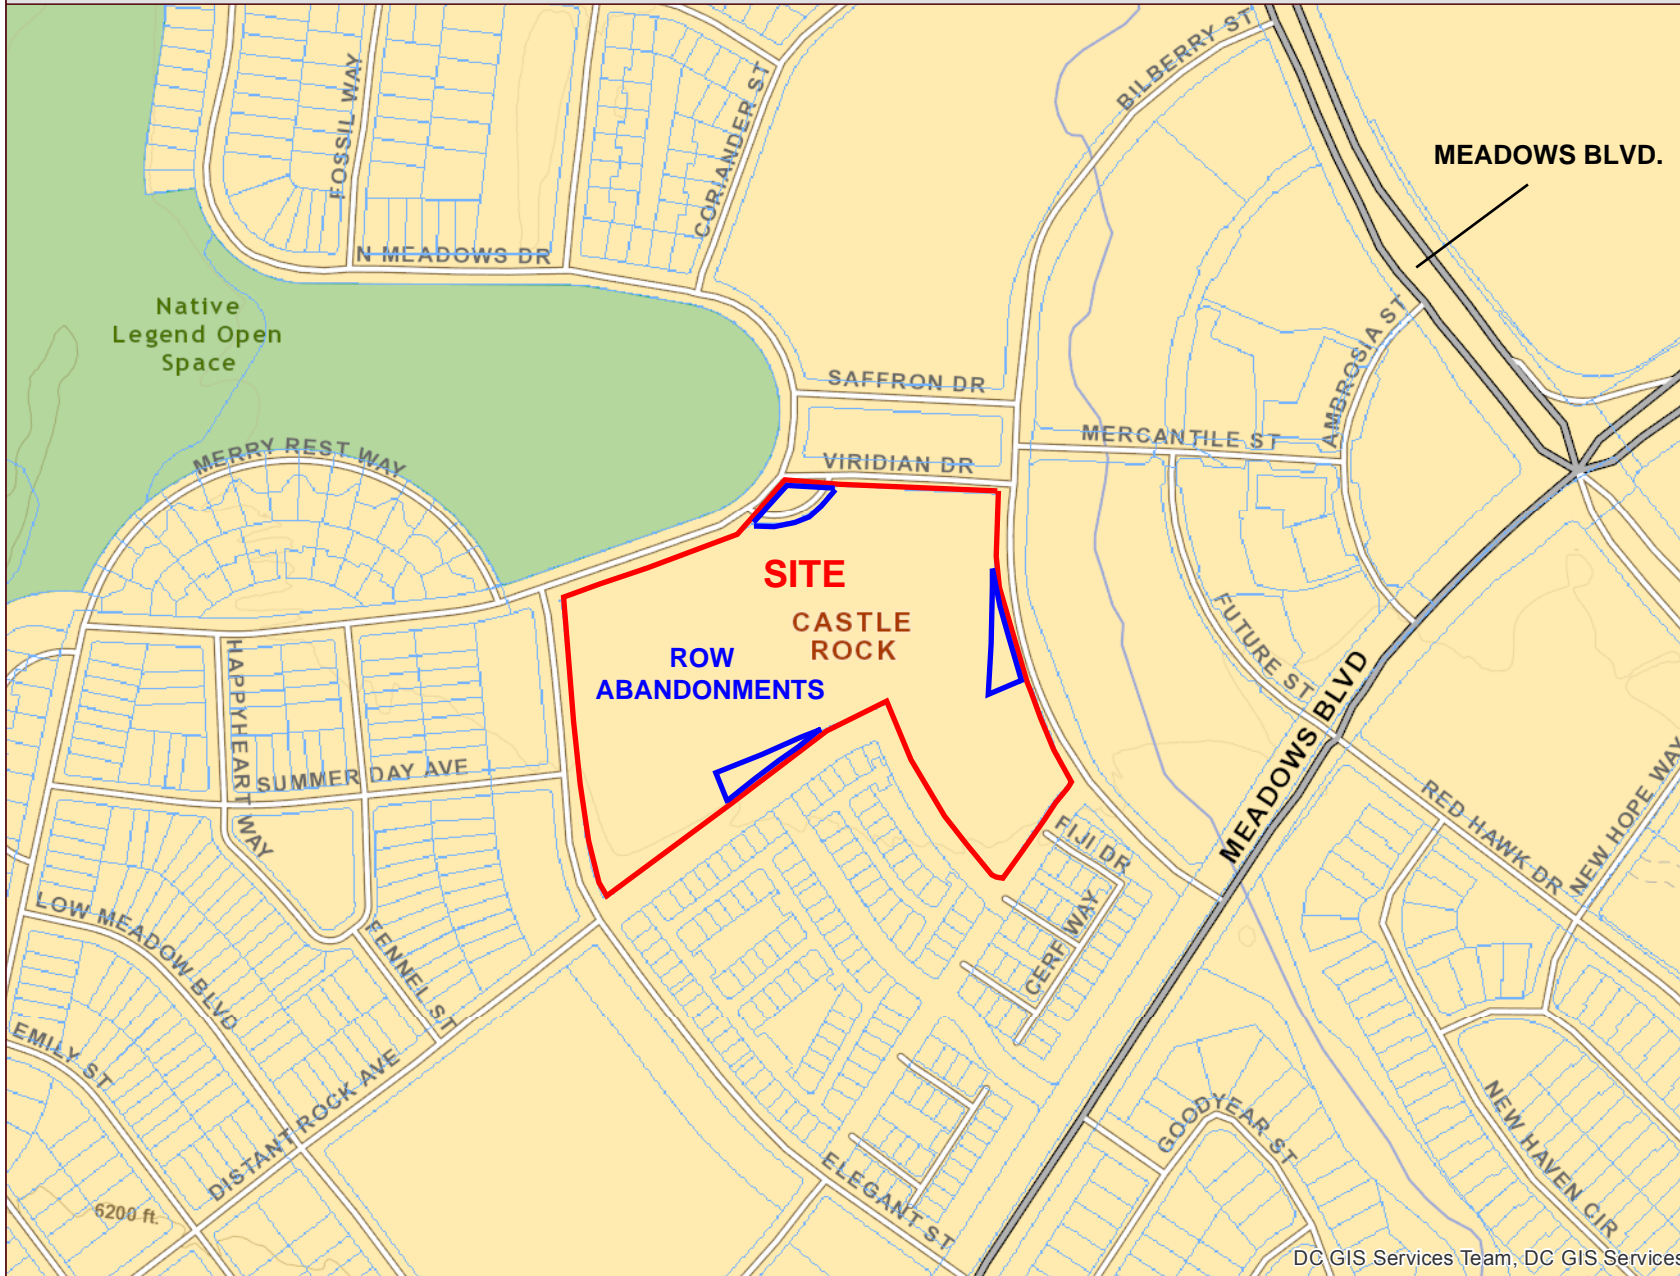 BILBERRY ST
FOSSIL WAY
CORIANDER ST
MEADOWS BLVD.
N MEADOWS DR
Native
Legend Open
Space
AMBROSIA ST
SAFFRON DR
MERCANTILE ST
MERRY REST WAY
VIRIDIAN DR
SITE
CASTLE
ROCK
ROW
ABANDONMENTS
FUTURE ST
HAPPYHEART WAY
MEADOWS BLVD
SUMMER DAY AVE
NEW HOPE WAY
RED HAWK DR
FIJI DR
LOW MEADOW BLVD
FENNEL ST
CERF WAY
EMILY ST
DISTANT ROCK AVE
GOODYEAR ST
NEW HAVEN CIR
ELEGANT ST
6200 ft.
DC GIS Services Team, DC GIS Services